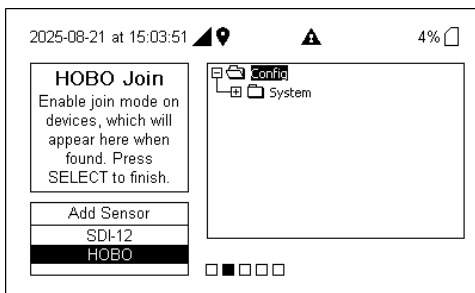 2025-08-21 at 15:03:51
4%
HOBO Join
Enable join mode on
devices, which will
appear here when
found. Press
SELECT to finish.
Config
System
Add Sensor
SDI-12
HOBO